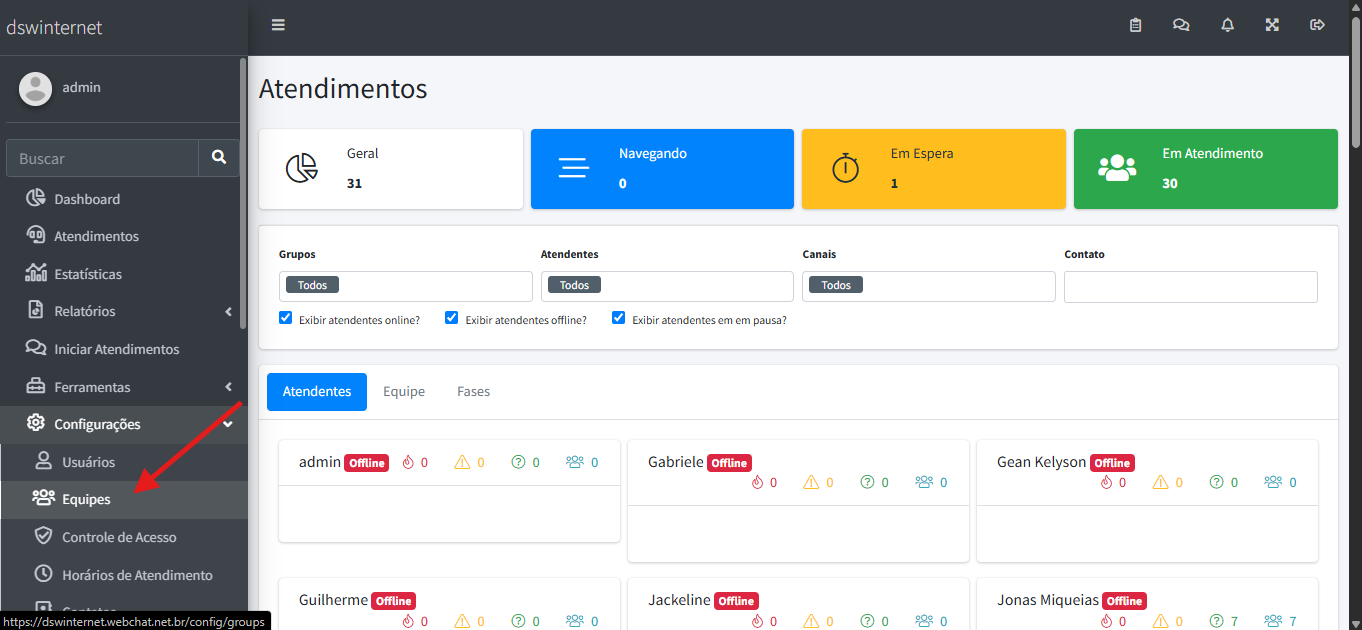 dswinternet
admin
Buscar
Dashboard
Atendimentos
Estatísticas
Relatórios
Iniciar Atendimentos
Ferramentas
Configurações
Usuários
Equipes
Controle de Acesso
Horários de Atendimento
Contatos
https://dswinternet.webchat.net.br/config/groups
Atendimentos
Geral
31
Navegando
0
Em Espera
1
Em Atendimento
30
Grupos
Todos
Atendentes
Todos
Canais
Todos
Contato
Exibir atendentes online?
Exibir atendentes offline?
Exibir atendentes em em pausa?
Atendentes Equipe Fases
admin Offline 0 0 0 0
Gabriele Offline
0 0 0 0
Gean Kelyson Offline
0 0 0 0
Guilherme Offline
0 0 0 0
Jackeline Offline
0 0 0 0
Jonas Miqueias Offline
0 0 7 7